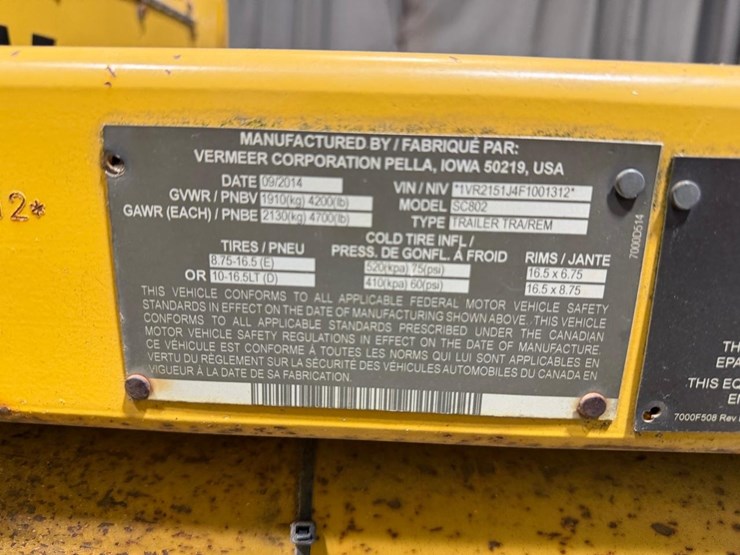 12*
MANUFACTURED BY / FABRIQUÉ PAR:
VERMEER CORPORATION PELLA, IOWA 50219, USA
DATE 09/2014 VIN / NIV *1VR2151J4F1001312*
GVWR / PNBV 1910(kg) 4200(lb) MODEL SC802
GAWR (EACH) / PNBE 2130(kg) 4700(lb) TYPE TRAILER TRA/REM
TIRES / PNEU COLD TIRE INFL / PRESS. DE GONFL. À FROID RIMS / JANTE
8.75-16.5 (E) 520(kpa) 75(psi) 16.5 x 6.75
OR 10-16.5LT (D) 410(kpa) 60(psi) 16.5 x 8.75
THIS VEHICLE CONFORMS TO ALL APPLICABLE FEDERAL MOTOR VEHICLE SAFETY
STANDARDS IN EFFECT ON THE DATE OF MANUFACTURING SHOWN ABOVE. THIS VEHICLE
CONFORMS TO ALL APPLICABLE STANDARDS PRESCRIBED UNDER THE CANADIAN
MOTOR VEHICLE SAFETY REGULATIONS IN EFFECT ON THE DATE OF MANUFACTURE.
CE VÉHICULE EST CONFORME À TOUTES LES NORMS QUI LUI SONT APPLICABLES EN
VERTU DU RÈGLEMENT SUR LA SÉCURITÉ DES VÉHICULES AUTOMOBILES DU CANADA EN
VIGUEUR À LA DATE DE SA FABRICATION.
7000D514
TH
EPA
THIS EQ
EN
7000F508 Rev